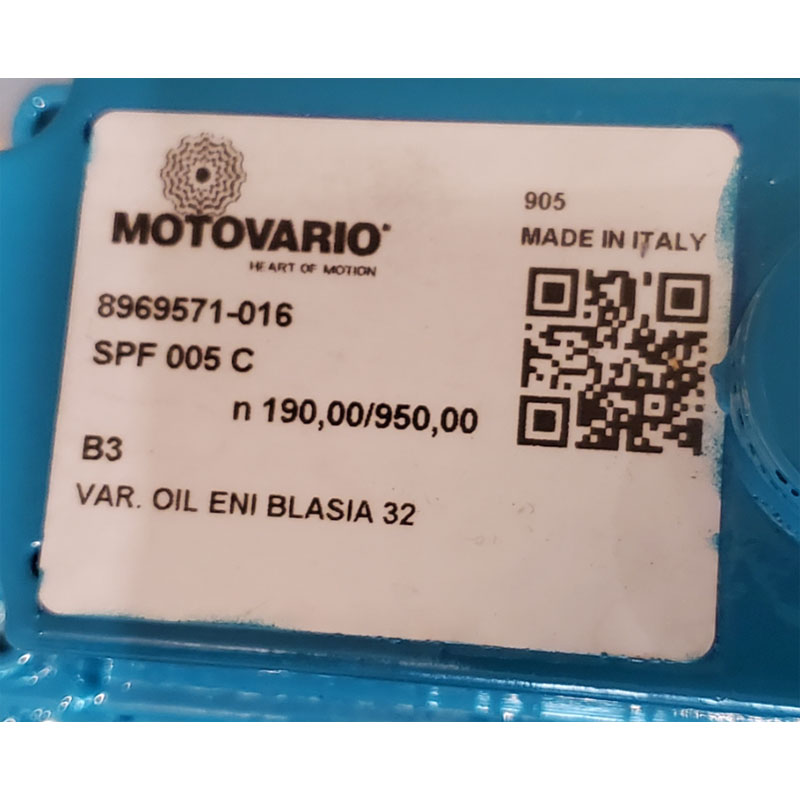 MOTOVARIO
HEART OF MOTION
905
MADE IN ITALY
8969571-016
SPF 005 C
n 190,00/950,00
B3
VAR. OIL ENI BLASIA 32